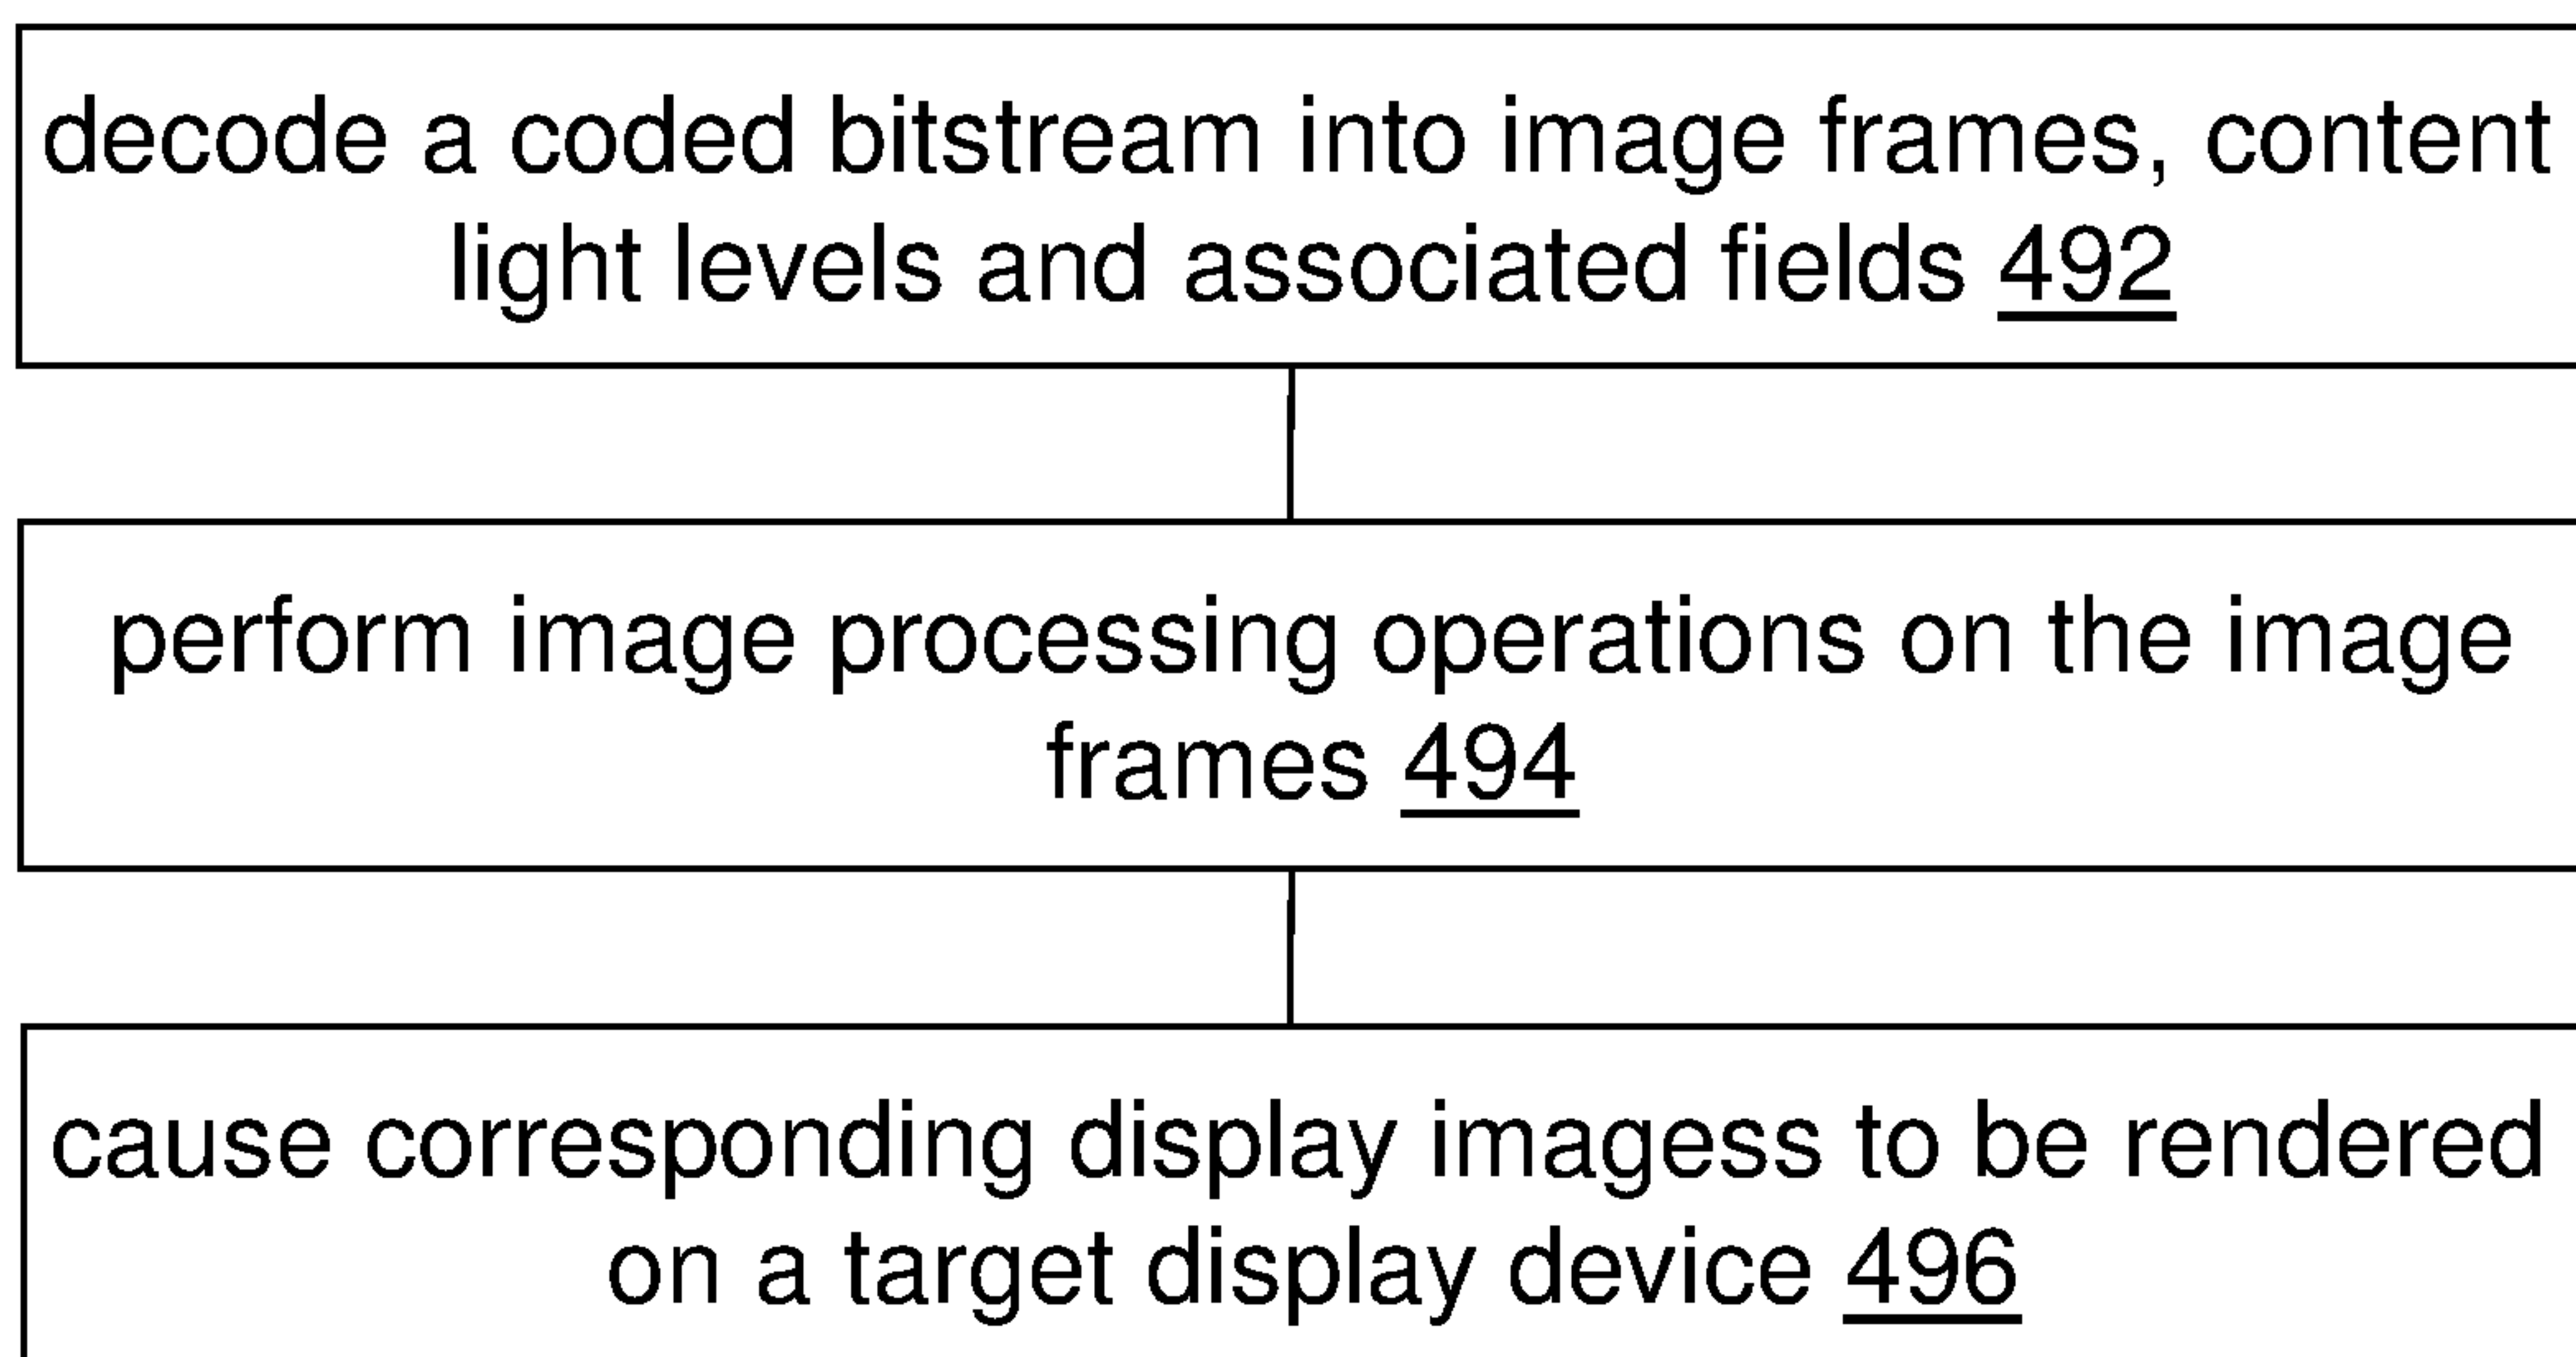 decode a coded bitstream into image frames, content
light levels and associated fields 492
perform image processing operations on the image
frames 494
cause corresponding display imagess to be rendered
on a target display device 496